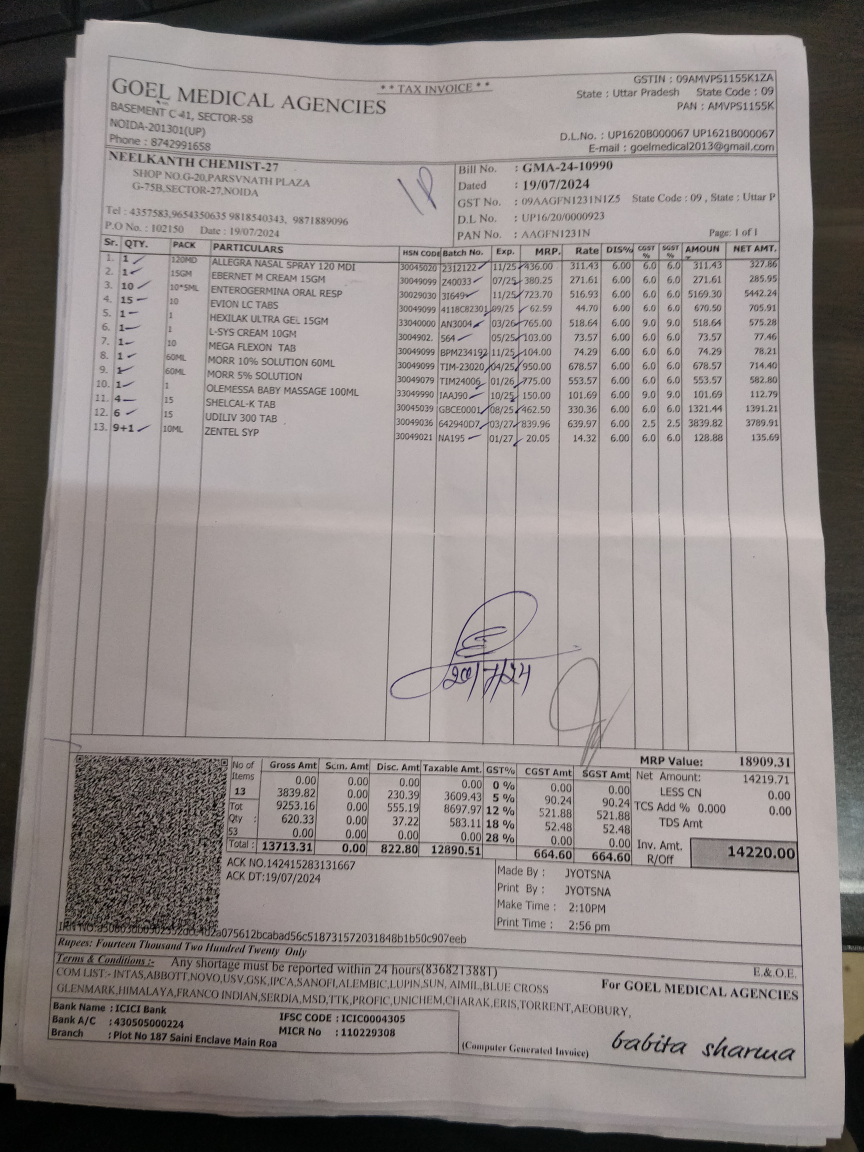 * * TAX INVOICE * *
GSTIN : 09AMVPS1155K1ZA
State : Uttar Pradesh State Code : 09
PAN : AMVPS1155K
GOEL MEDICAL AGENCIES
BASEMENT C-41, SECTOR-58
NOIDA-201301(UP)
Phone : 8742991658
D.L.No. : UP1620B000067 UP1621B000067
E-mail : goelmedical2013@gmail.com
NEELKANTH CHEMIST-27
SHOP NO.G-20,PARSVNATH PLAZA
G-75B,SECTOR-27,NOIDA
Tel : 4357583,9654350635 9818540343, 9871889096
P.O No. : 102150 Date : 19/07/2024
Bill No. : GMA-24-10990
Dated : 19/07/2024
GST No. : 09AAGFN1231N1Z5 State Code : 09 , State : Uttar P
D.L No. : UP16/20/0000923
PAN No. : AAGFN1231N Page: 1 of 1
Sr. QTY. PACK PARTICULARS HSN CODE Batch No. Exp. MRP. Rate DIS% CGST % SGST % AMOUN NET AMT.
1. 1 120MD ALLEGRA NASAL SPRAY 120 MDI 30045020 2312122 11/25 436.00 311.43 6.00 6.0 6.0 311.43 327.86
2. 1 15GM EBERNET M CREAM 15GM 30049099 Z40033 07/25 380.25 271.61 6.00 6.0 6.0 271.61 285.95
3. 10 10*5ML ENTEROGERMINA ORAL RESP 30029030 3I649 11/25 723.70 516.93 6.00 6.0 6.0 5169.30 5442.24
4. 15 10 EVION LC TABS 30049099 4118C82301 09/25 62.59 44.70 6.00 6.0 6.0 670.50 705.91
5. 1 1 HEXILAK ULTRA GEL 15GM 33040000 AN3004 03/26 765.00 518.64 6.00 9.0 9.0 518.64 575.28
6. 1 1 L-SYS CREAM 10GM 3004902. 564 05/25 103.00 73.57 6.00 6.0 6.0 73.57 77.46
7. 1 10 MEGA FLEXON TAB 30049099 BPM234192 11/25 104.00 74.29 6.00 6.0 6.0 74.29 78.21
8. 1 60ML MORR 10% SOLUTION 60ML 30049099 TIM-23020 04/25 950.00 678.57 6.00 6.0 6.0 678.57 714.40
9. 1 60ML MORR 5% SOLUTION 30049079 TIM24006 01/26 775.00 553.57 6.00 6.0 6.0 553.57 582.80
10. 1 1 OLEMESSA BABY MASSAGE 100ML 33049990 IAAJ90 10/25 150.00 101.69 6.00 9.0 9.0 101.69 112.79
11. 4 15 SHELCAL-K TAB 30045039 GBCE0001 08/25 462.50 330.36 6.00 6.0 6.0 1321.44 1391.21
12. 6 15 UDILIV 300 TAB 30049036 642940D7 03/27 839.96 639.97 6.00 2.5 2.5 3839.82 3789.91
13. 9+1 10ML ZENTEL SYP 30049021 NA195 01/27 20.05 14.32 6.00 6.0 6.0 128.88 135.69
20/7/24
No of Items 13 Tot Qty : 53
Gross Amt Scm. Amt Disc. Amt Taxable Amt. GST% CGST Amt SGST Amt
0.00 0.00 0.00 0.00 0 % 0.00 0.00
3839.82 0.00 230.39 3609.43 5 % 90.24 90.24
9253.16 0.00 555.19 8697.97 12 % 521.88 521.88
620.33 0.00 37.22 583.11 18 % 52.48 52.48
0.00 0.00 0.00 0.00 28 % 0.00 0.00
Total : 13713.31 0.00 822.80 12890.51 664.60 664.60
MRP Value: 18909.31
Net Amount: 14219.71
LESS CN 0.00
TCS Add % 0.000 0.00
TDS Amt
Inv. Amt. R/Off 14220.00
ACK NO.142415283131667
ACK DT:19/07/2024
Made By : JYOTSNA
Print By : JYOTSNA
Make Time : 2:10PM
Print Time : 2:56 pm
Rupees: Fourteen Thousand Two Hundred Twenty Only
Terms & Conditions :- Any shortage must be reported within 24 hours(8368213881) E.&O.E.
COM LIST - INTAS,ABBOTT,NOVO,USV,GSK,IPCA,SANOFI,ALEMBIC,LUPIN,SUN, AIMIL,BLUE CROSS
GLENMARK,HIMALAYA,FRANCO INDIAN,SERDIA,MSD,TTK,PROFIC,UNICHEM,CHARAK,ERIS,TORRENT,AEOBURY,
For GOEL MEDICAL AGENCIES
Bank Name : ICICI Bank
Bank A/C : 430505000224 IFSC CODE : ICIC0004305
Branch : Plot No 187 Saini Enclave Main Roa MICR No : 110229308
(Computer Generated Invoice)
babita sharma